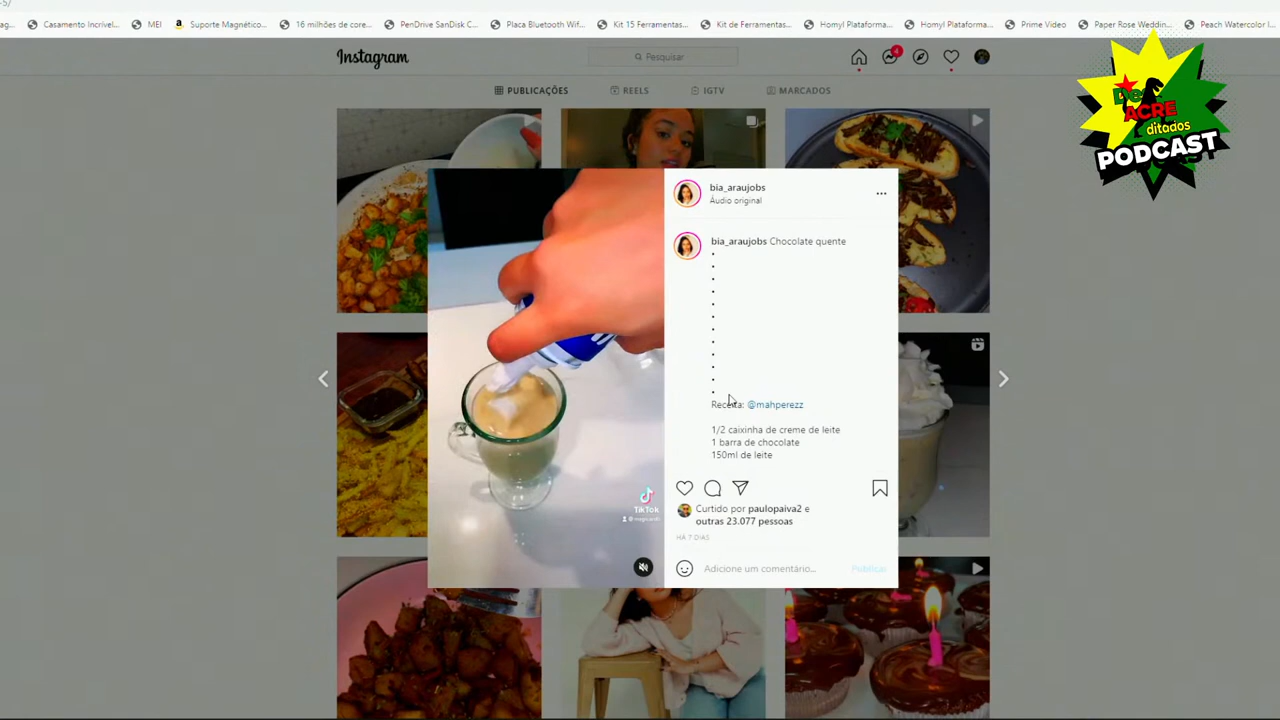 -5/
ag...
Casamento Incrível...
MEI
Suporte Magnético...
16 milhões de core...
PenDrive SanDisk C...
Placa Bluetooth Wif...
Kit 15 Ferramentas...
Kit de Ferramentas...
Homyl Plataforma...
Homyl Plataforma...
Prime Video
Paper Rose Weddin...
Peach Watercolor I...
Instagram
Pesquisar
4
PUBLICAÇÕES
REELS
IGTV
MARCADOS
Des
ACRE
ditados
PODCAST
bia_araujobs
Áudio original
...
bia_araujobs Chocolate quente
.
.
.
.
.
.
.
.
.
.
.
.
Receita: @mahperezz
1/2 caixinha de creme de leite
1 barra de chocolate
150ml de leite
TikTok
Curtido por paulopaiva2 e
outras 23.077 pessoas
HÁ 7 DIAS
Adicione um comentário...
Publicar